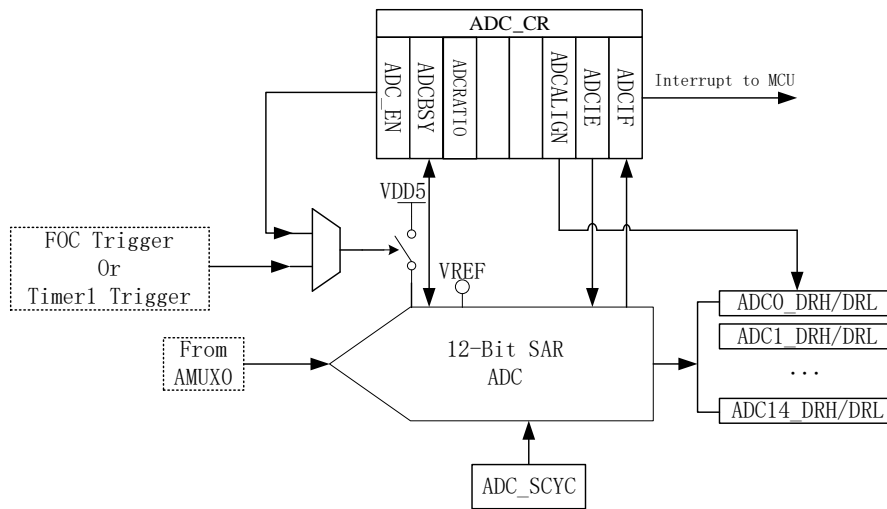 ADC_CR
ADC_EN
ADCBSY
ADCRATIO
ADCALIGN
ADCIE
ADCIF
Interrupt to MCU
VDD5
FOC Trigger
Or
Timer1 Trigger
VREF
From
AMUX0
12-Bit SAR
ADC
ADC0_DRH/DRL
ADC1_DRH/DRL
...
ADC14_DRH/DRL
ADC_SCYC